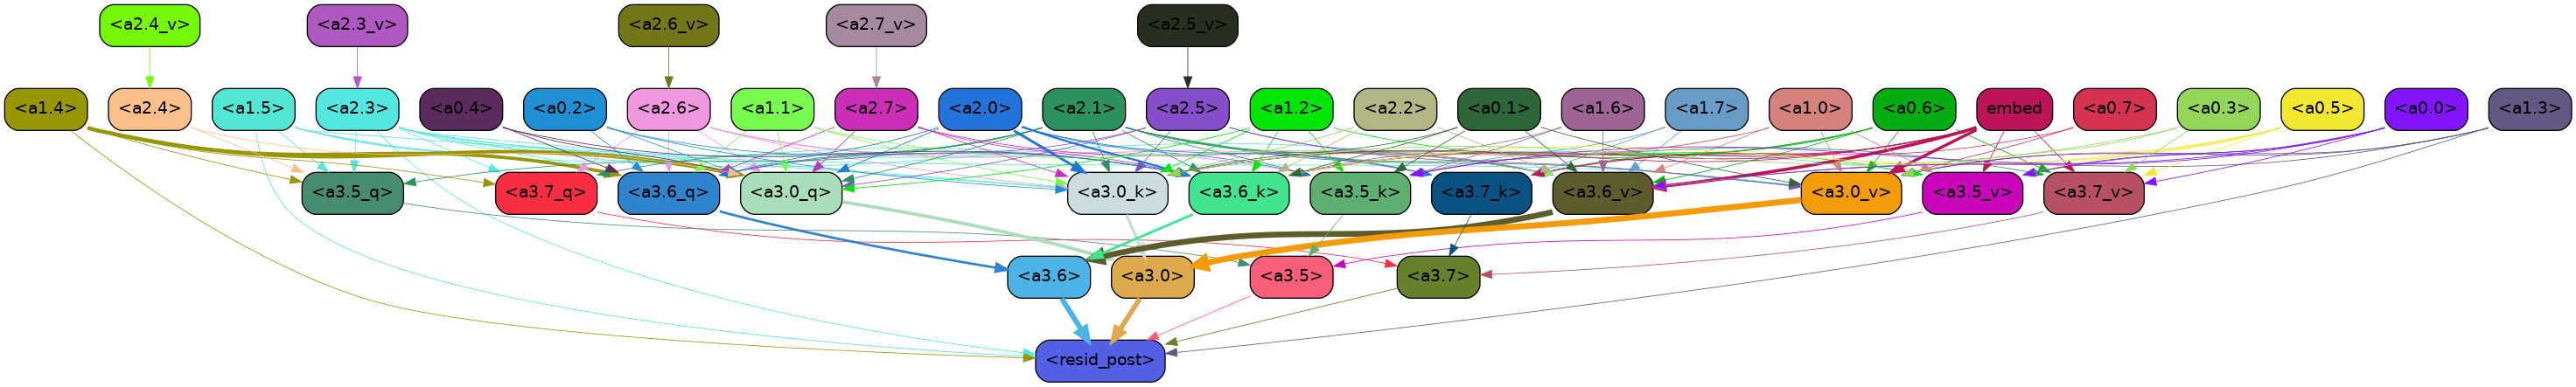 <a2.4_v> <a2.3_v> <a2.6_v> <a2.7_v> <a2.5_v>
<a1.4> <a2.4> <a1.5> <a2.3> <a0.4> <a0.2> <a2.6> <a1.1> <a2.7> <a2.0> <a2.1> <a2.5> <a1.2> <a2.2> <a0.1> <a1.6> <a1.7> <a1.0> <a0.6> embed <a0.7> <a0.3> <a0.5> <a0.0> <a1.3>
<a3.5_q> <a3.7_q> <a3.6_q> <a3.0_q> <a3.0_k> <a3.6_k> <a3.5_k> <a3.7_k> <a3.6_v> <a3.0_v> <a3.5_v> <a3.7_v>
<a3.6> <a3.0> <a3.5> <a3.7>
<resid_post>